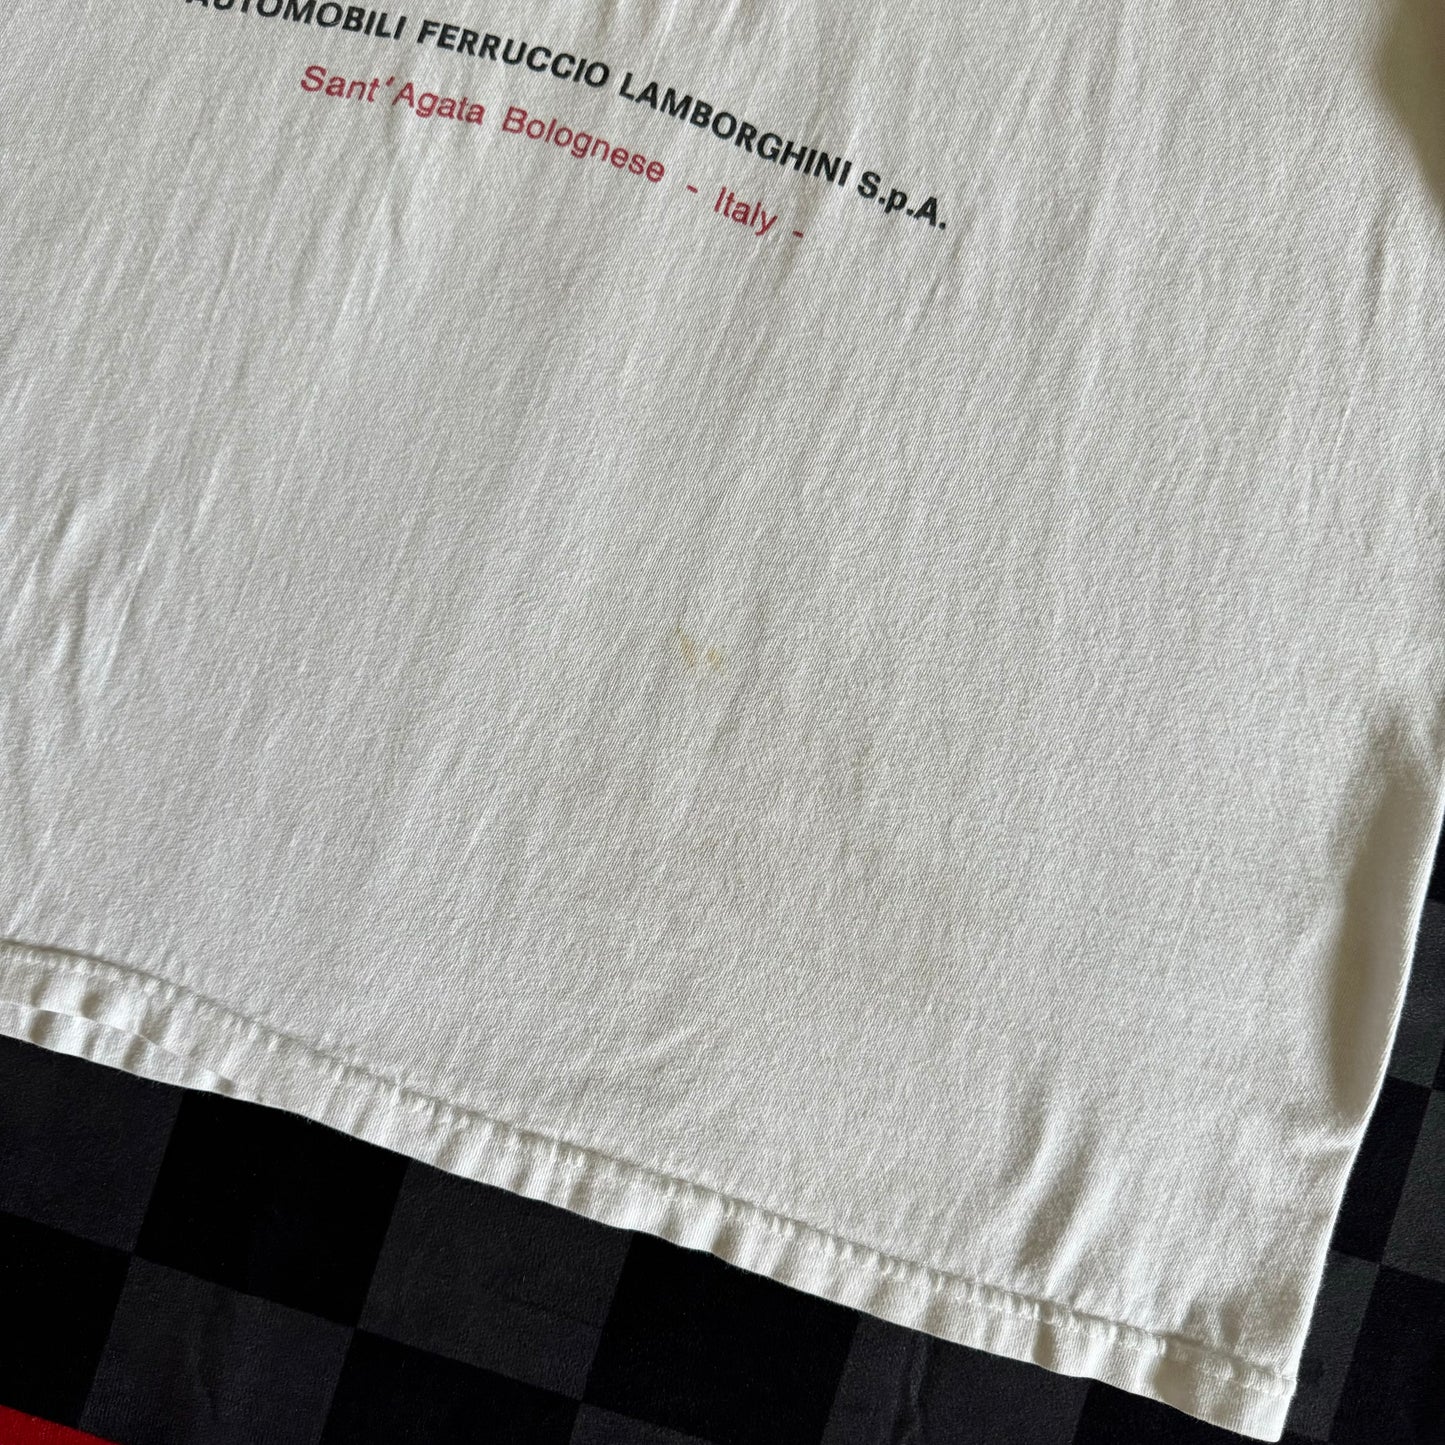 AUTOMOBILI FERRUCCIO LAMBORGHINI S.p.A.
Sant'Agata Bolognese - Italy -